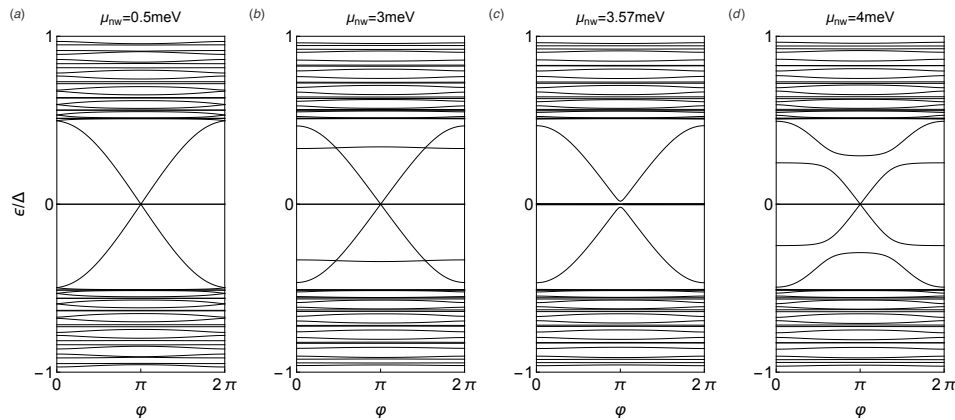 (a) μnw=0.5meV (b) μnw=3meV (c) μnw=3.57meV (d) μnw=4meV
1 1 1 1
ϵ/Δ 0 0 0 0
−1 −1 −1 −1
0 π 2π 0 π 2π 0 π 2π 0 π 2π
φ φ φ φ